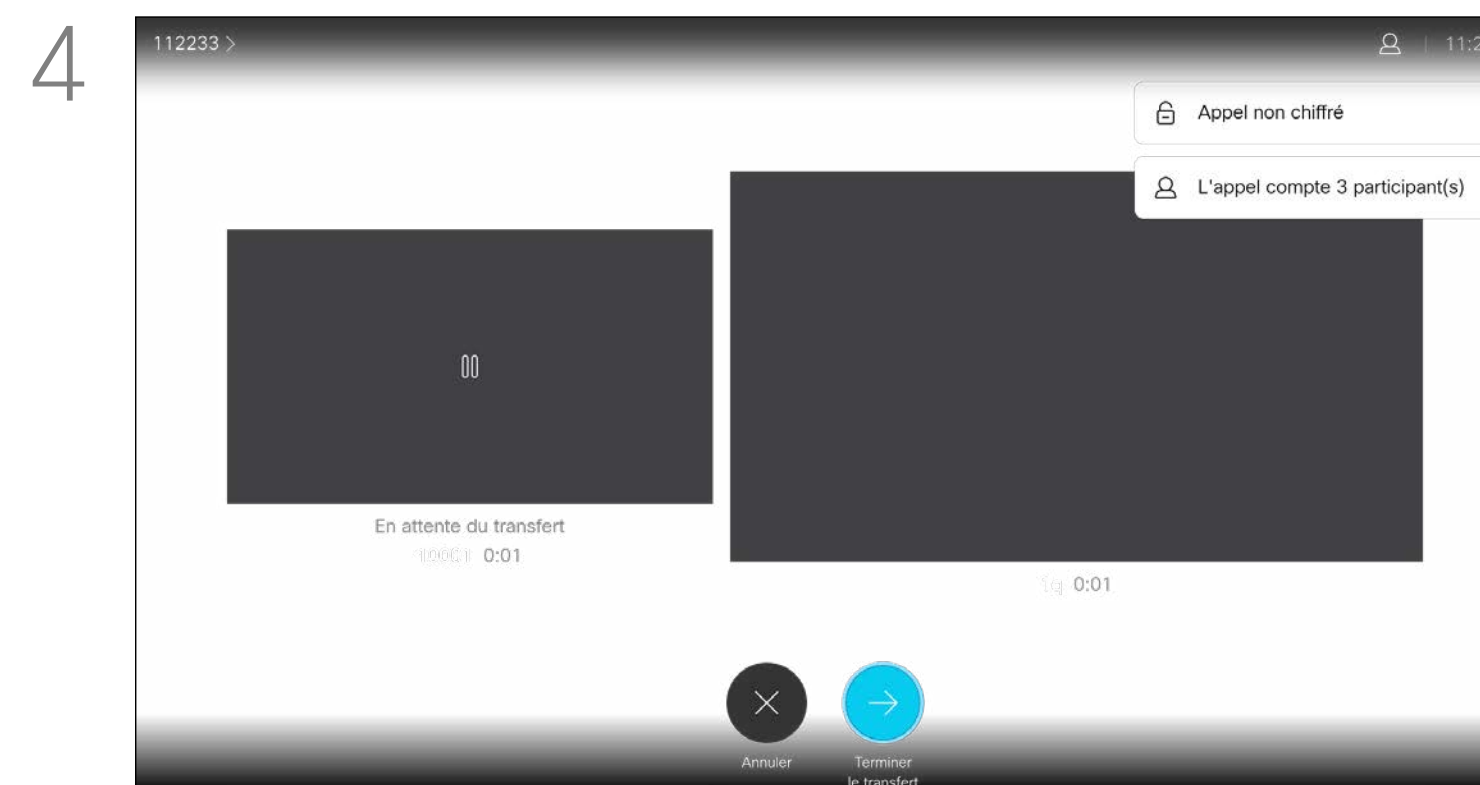 4
112233 >
Appel non chiffré
L'appel compte 3 participant(s)
En attente du transfert
0:01
0:01
Annuler
Terminer
le transfert